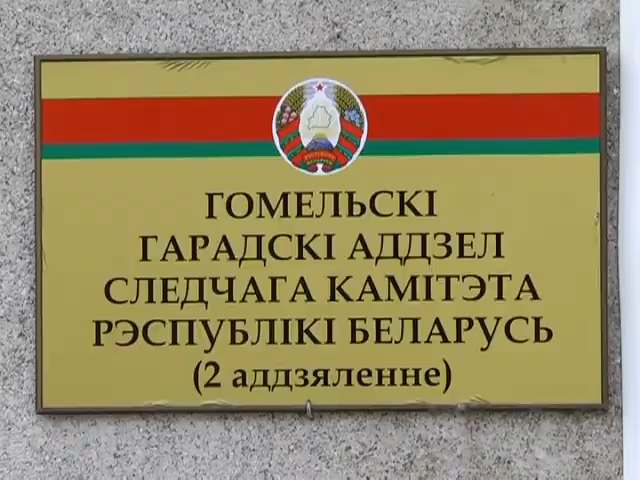 ГОМЕЛЬСКІ
ГАРАДСКІ АДДЗЕЛ
СЛЕДЧАГА КАМІТЭТА
РЭСПУБЛІКІ БЕЛАРУСЬ
(2 аддзяленне)